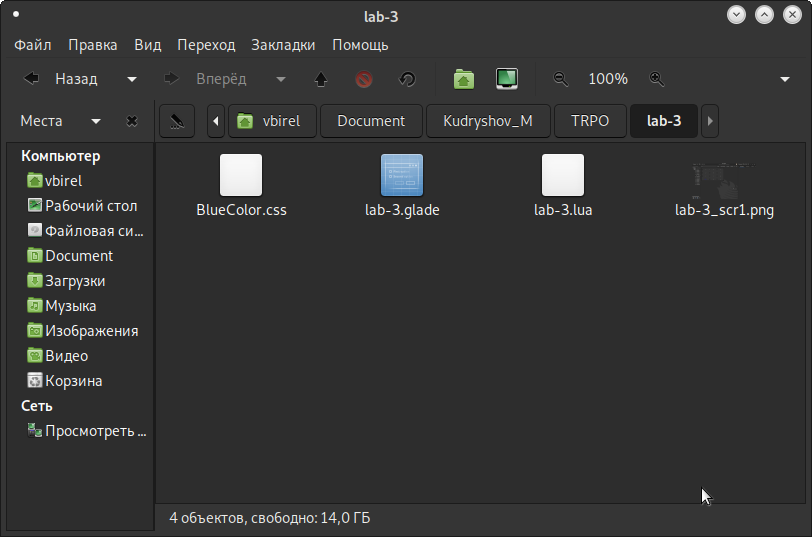 lab-3
Файл Правка Вид Переход Закладки Помощь
Назад Вперёд 100%
Места vbirel Document Kudryshov_M TRPO lab-3
Компьютер
vbirel
Рабочий стол
Файловая си...
Document
Загрузки
Музыка
Изображения
Видео
Корзина
Сеть
Просмотреть ...
BlueColor.css lab-3.glade lab-3.lua lab-3_scr1.png
4 объектов, свободно: 14,0 ГБ